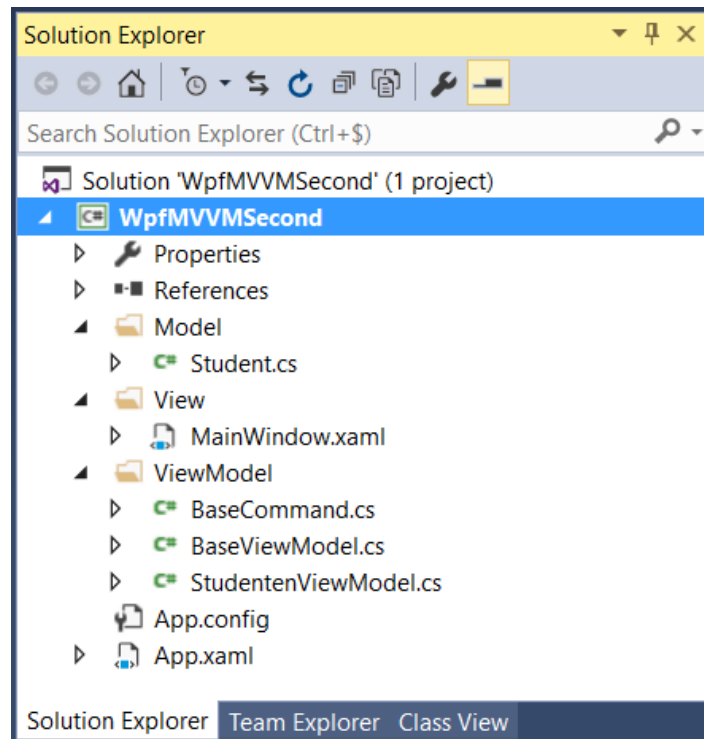 Solution Explorer
Search Solution Explorer (Ctrl+$)
Solution 'WpfMVVMSecond' (1 project)
C# WpfMVVMSecond
Properties
References
Model
C# Student.cs
View
MainWindow.xaml
ViewModel
C# BaseCommand.cs
C# BaseViewModel.cs
C# StudentenViewModel.cs
App.config
App.xaml
Solution Explorer Team Explorer Class View